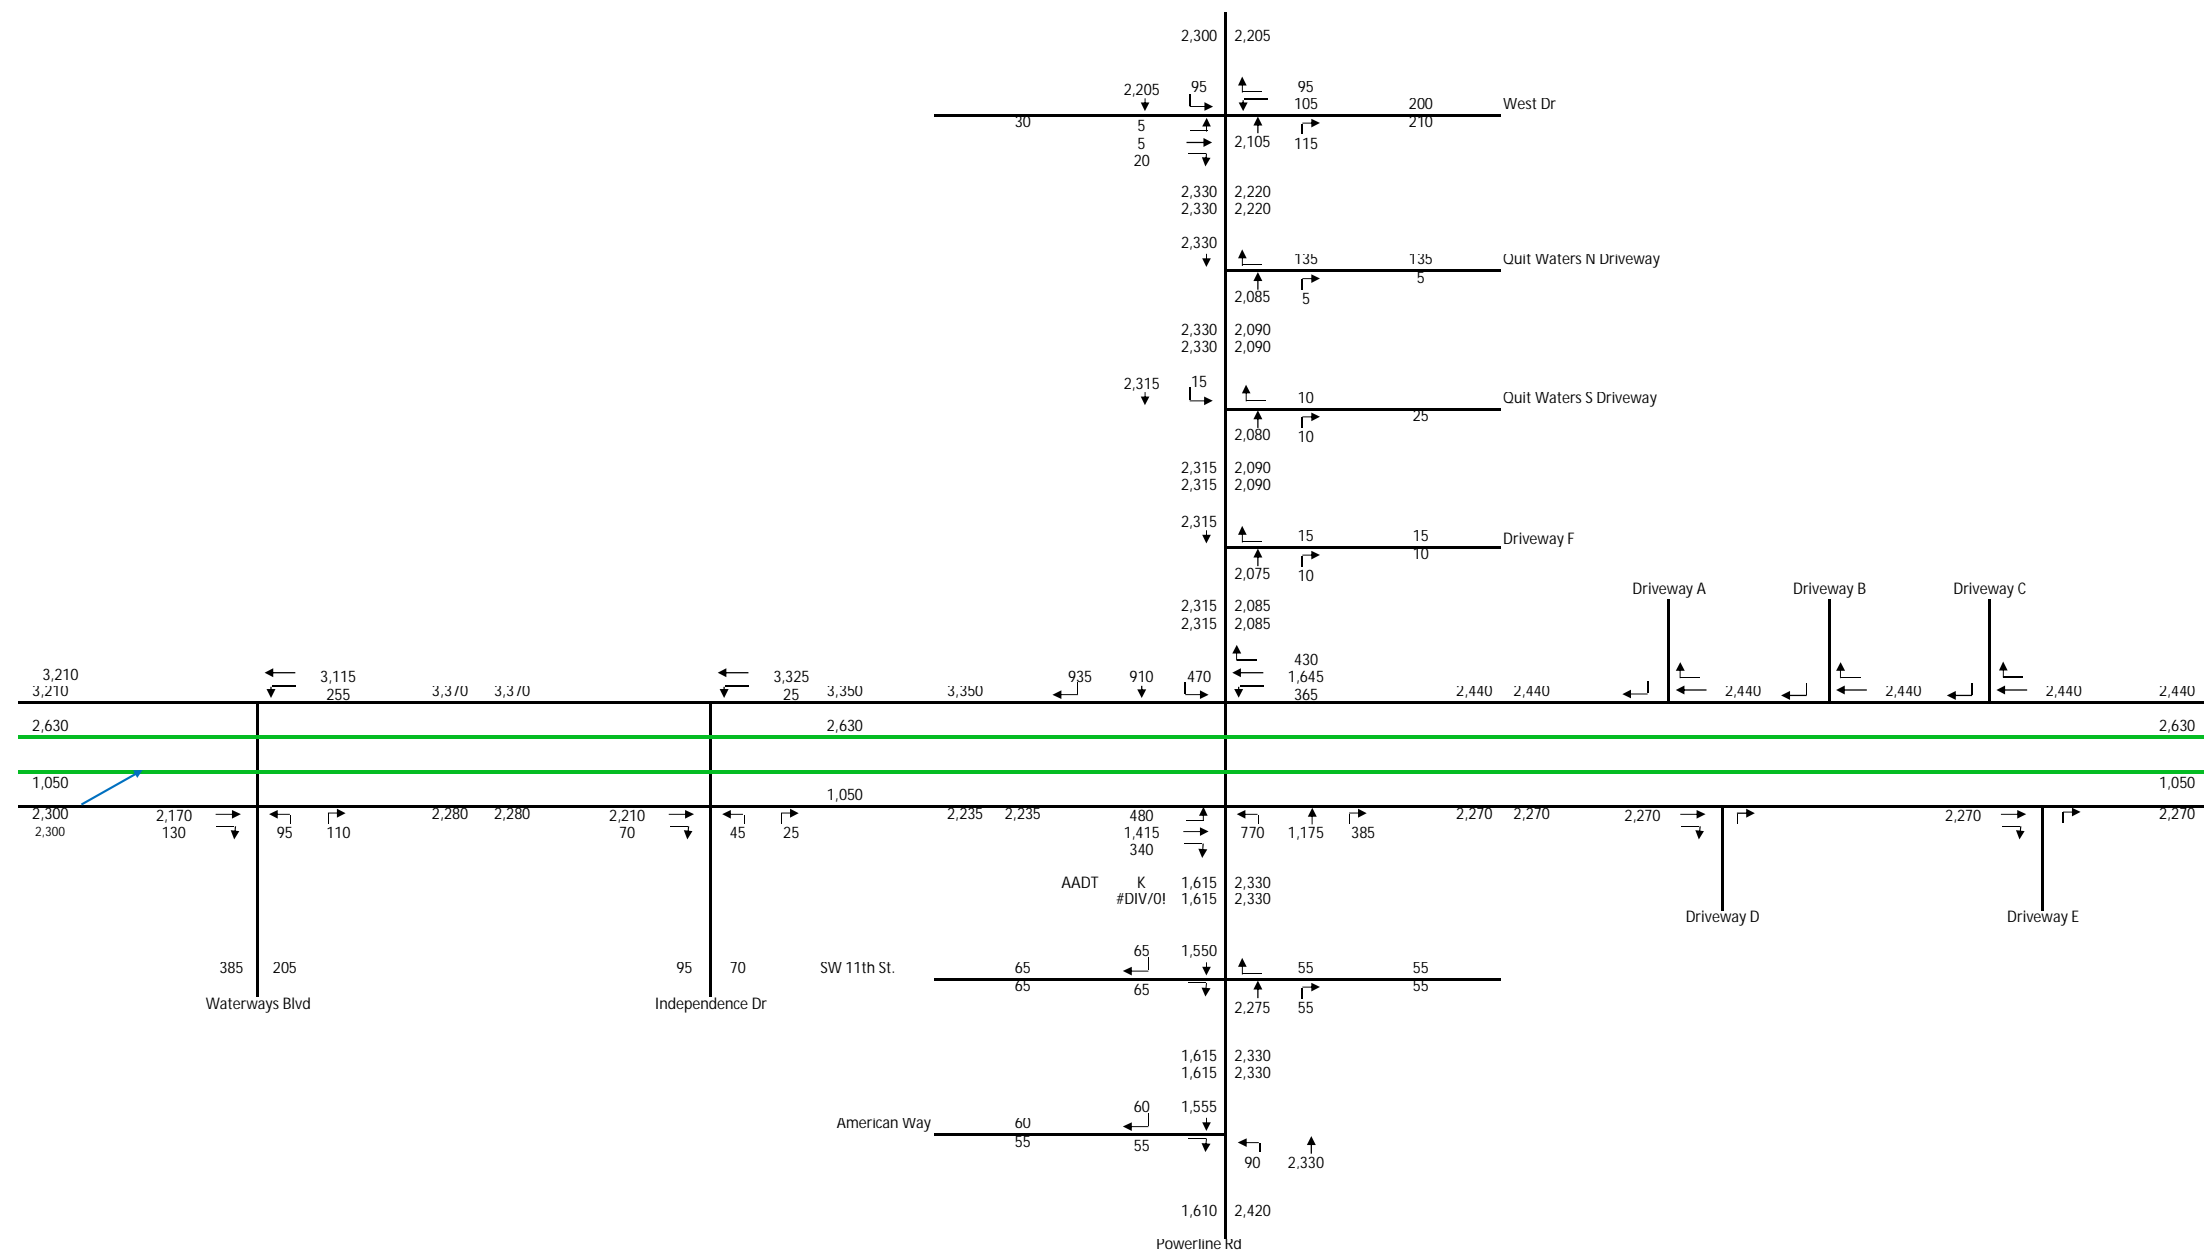 2,300 2,205
2,205 95 95
105 200 West Dr
30 5 210
5 2,105 115
20
2,330 2,220
2,330 2,220
2,330 135 135 Quit Waters N Driveway
5
2,085 5
2,330 2,090
2,330 2,090
2,315 15 10 Quit Waters S Driveway
25
2,080 10
2,315 2,090
2,315 2,090
2,315 15 15 Driveway F
10
2,075 10
Driveway A Driveway B Driveway C
2,315 2,085
2,315 2,085
430
3,210 3,115 3,325 935 910 470 1,645
3,210 255 3,370 3,370 25 3,350 3,350 365 2,440 2,440 2,440 2,440 2,440 2,440
2,630 2,630 2,630
1,050 1,050
1,050
2,300 2,170 2,280 2,280 2,210 2,235 2,235 480 2,270 2,270 2,270 2,270 2,270
2,300 130 95 110 70 45 25 1,415 770 1,175 385
340
AADT K 1,615 2,330
#DIV/0! 1,615 2,330
Driveway D Driveway E
65 1,550
385 205 95 70 SW 11th St. 65 55 55
65 65 55
2,275 55
Waterways Blvd Independence Dr
1,615 2,330
1,615 2,330
60 1,555
American Way 60
55 55
90 2,330
1,610 2,420
Powerline Rd